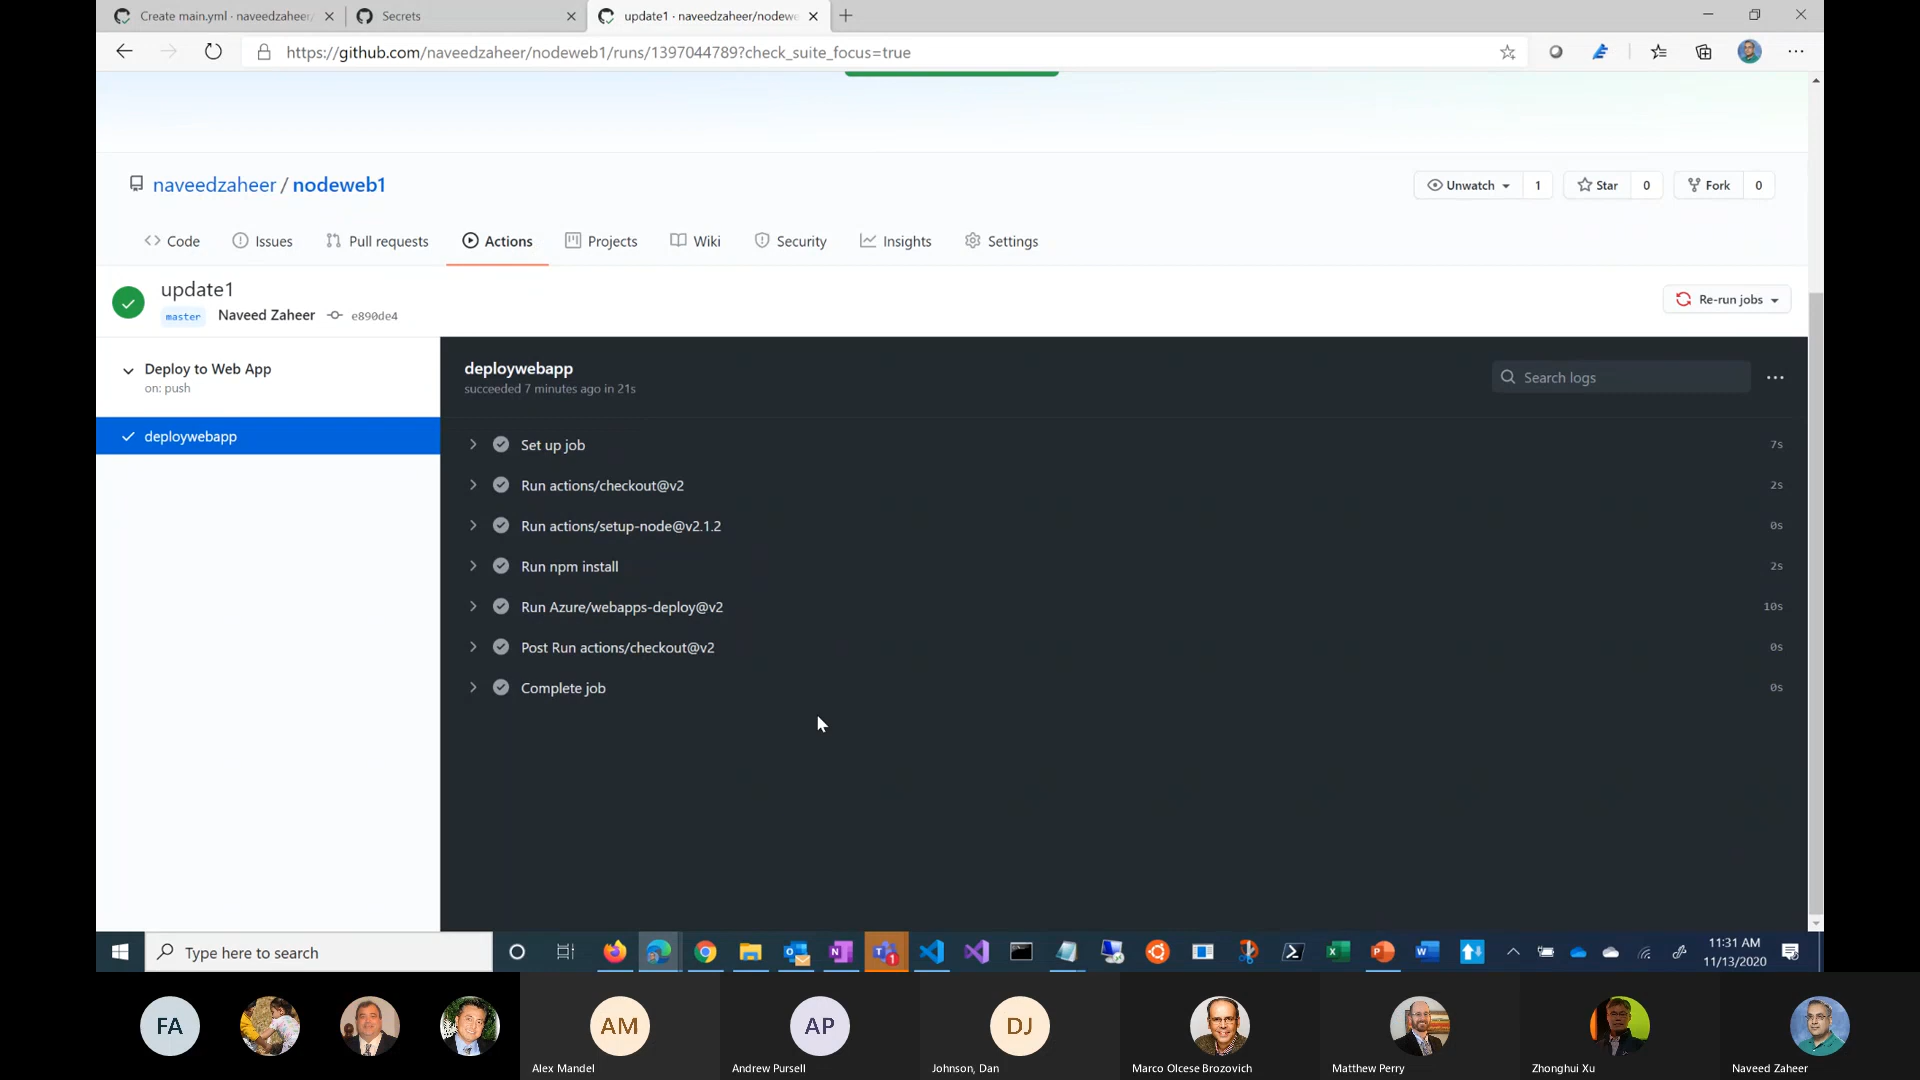 Create main.yml · naveedzaheer/
Secrets
update1 · naveedzaheer/nodewe
https://github.com/naveedzaheer/nodeweb1/runs/1397044789?check_suite_focus=true
naveedzaheer / nodeweb1
Unwatch 1
Star 0
Fork 0
Code
Issues
Pull requests
Actions
Projects
Wiki
Security
Insights
Settings
update1
master Naveed Zaheer e890de4
Re-run jobs
Deploy to Web App
on: push
deploywebapp
deploywebapp
succeeded 7 minutes ago in 21s
Search logs
Set up job 7s
Run actions/checkout@v2 2s
Run actions/setup-node@v2.1.2 0s
Run npm install 2s
Run Azure/webapps-deploy@v2 10s
Post Run actions/checkout@v2 0s
Complete job 0s
Type here to search
11:31 AM
11/13/2020
FA
AM
AP
DJ
Alex Mandel
Andrew Pursell
Johnson, Dan
Marco Olcese Brozovich
Matthew Perry
Zhonghui Xu
Naveed Zaheer